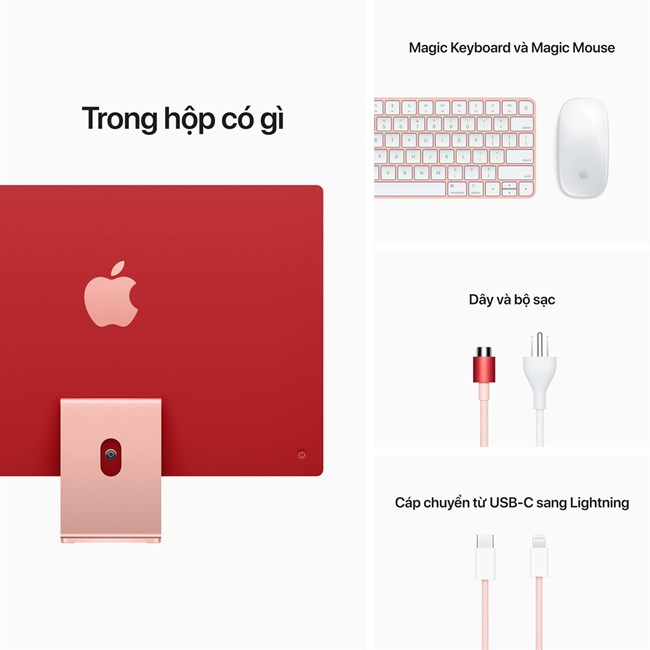 Trong hộp có gì
Magic Keyboard và Magic Mouse
Dây và bộ sạc
Cáp chuyển từ USB-C sang Lightning